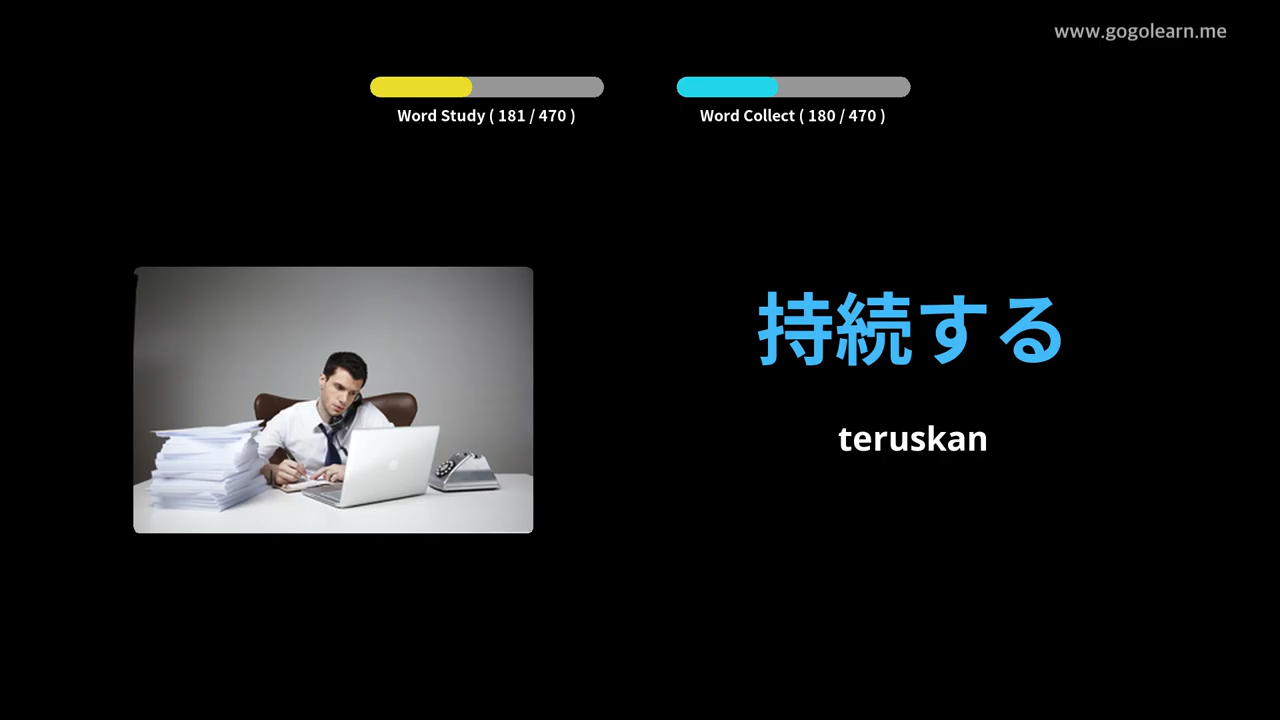 www.gogolearn.me
Word Study ( 181 / 470 )
Word Collect ( 180 / 470 )
持続する
teruskan